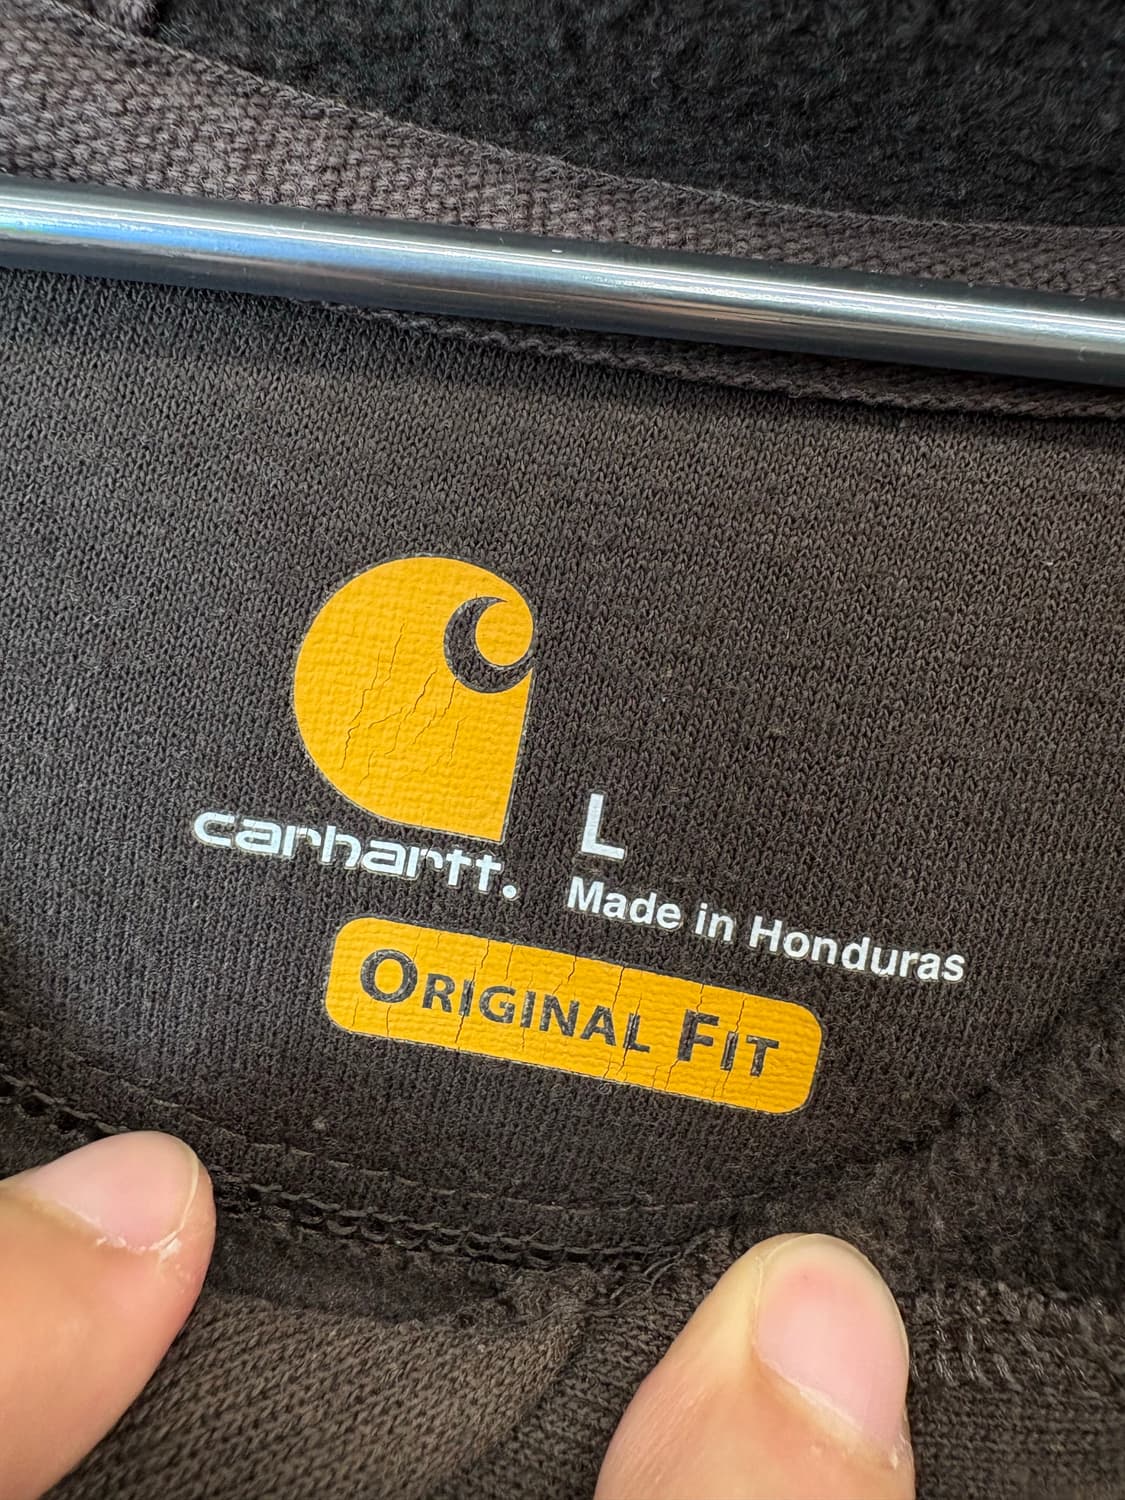 carhartt.
L
Made in Honduras
ORIGINAL FIT